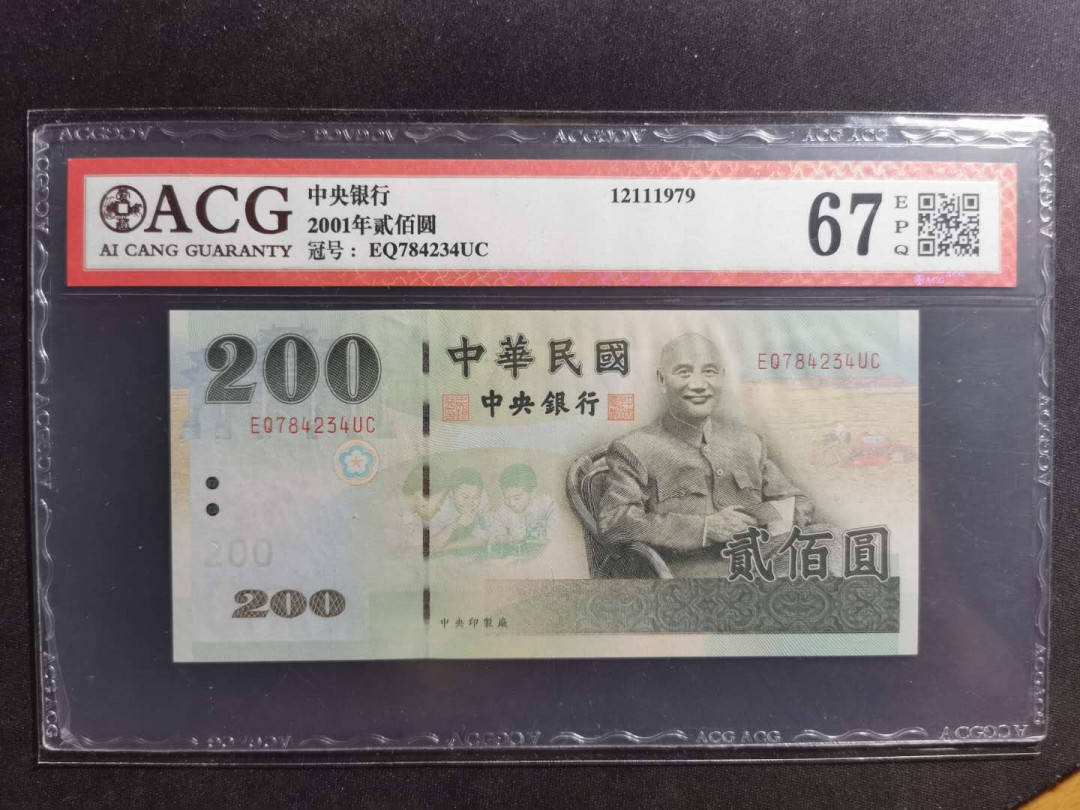 ACG
AI CANG GUARANTY
中央银行
2001年贰佰圆
冠号： EQ784234UC
12111979
67
EPQ
200
中華民國
中央銀行
EQ784234UC
EQ784234UC
200
200
貳佰圓
中央印製廠
ACG ACG